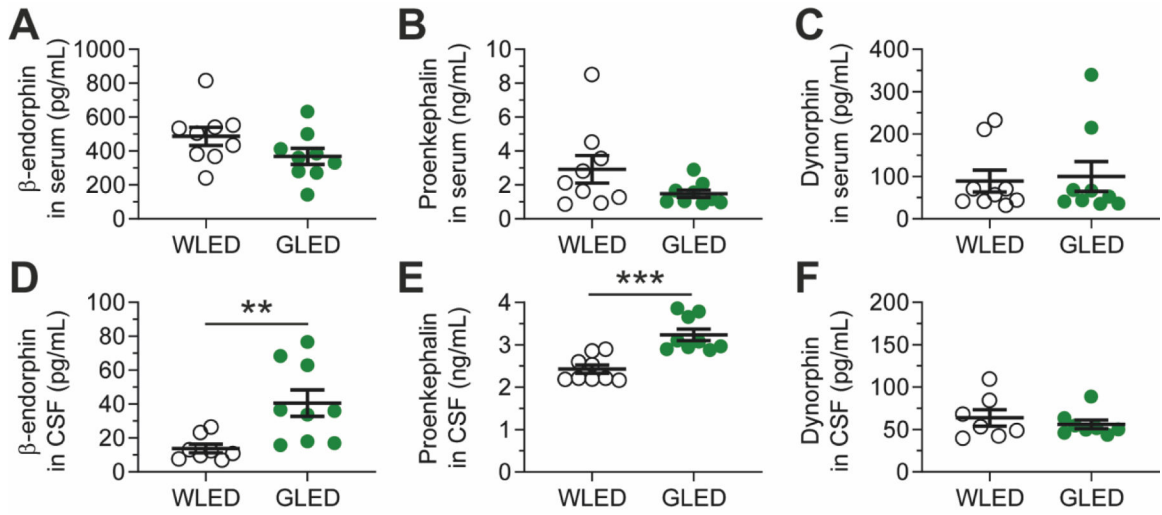 A
β-endorphin
in serum (pg/mL)
1000
800
600
400
200
0
WLED
GLED
B
Proenkephalin
in serum (ng/mL)
10
8
6
4
2
0
WLED
GLED
C
Dynorphin
in serum (pg/mL)
400
300
200
100
0
WLED
GLED
D
β-endorphin
in CSF (pg/mL)
100
80
60
40
20
0
**
WLED
GLED
E
Proenkephalin
in CSF (ng/mL)
4
3
2
1
0
***
WLED
GLED
F
Dynorphin
in CSF (pg/mL)
200
150
100
50
0
WLED
GLED